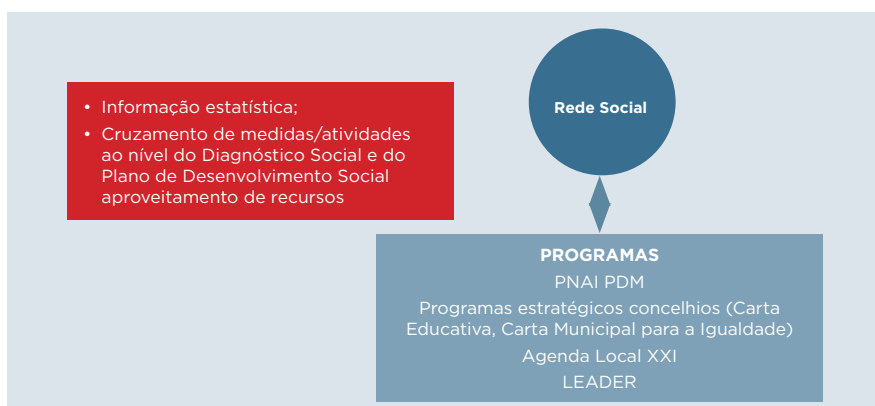 • Informação estatística;
• Cruzamento de medidas/atividades
ao nível do Diagnóstico Social e do
Plano de Desenvolvimento Social
aproveitamento de recursos
Rede Social
PROGRAMAS
PNAI PDM
Programas estratégicos concelhios (Carta
Educativa, Carta Municipal para a Igualdade)
Agenda Local XXI
LEADER